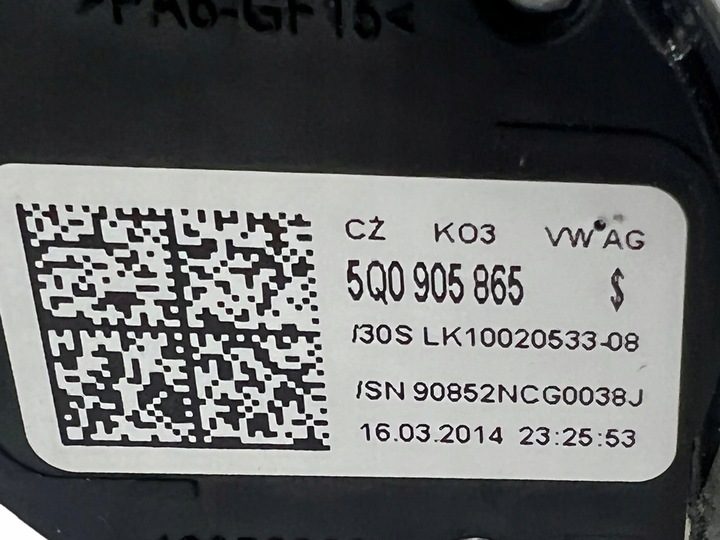 >PA6-GF15<
CZ KO3 VW AG
5Q0 905 865 $
/30S LK10020533-08
/SN 90852NCG0038J
16.03.2014 23:25:53